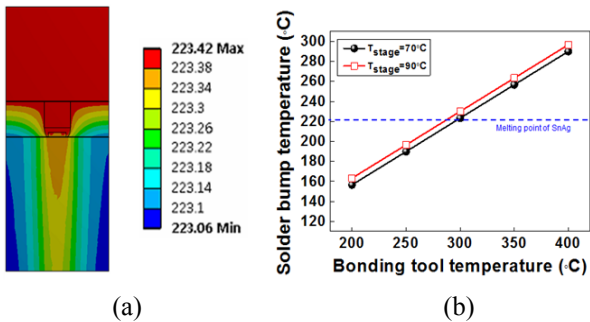 223.42 Max
223.38
223.34
223.3
223.26
223.22
223.18
223.14
223.1
223.06 Min
(a)
Solder bump temperature (◦C)
300
280
260
240
220
200
180
160
140
120
T stage=70°C
T stage=90°C
Melting point of SnAg
200 250 300 350 400
Bonding tool temperature (◦C)
(b)